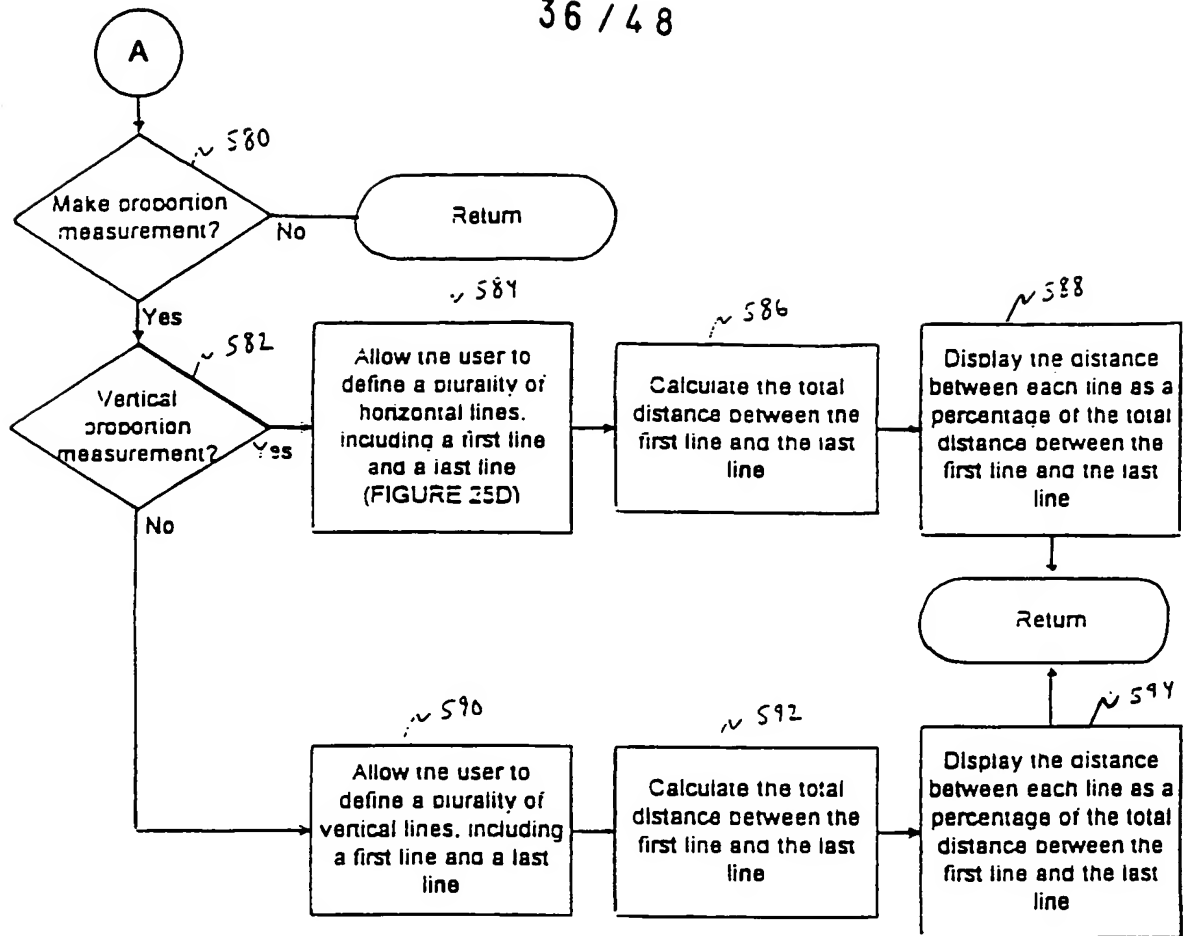 36/48
A
580
Make proportion
measurement?
No
Return
Yes
582
Vertical
proportion
measurement?
Yes
No
584
Allow the user to
define a plurality of
horizontal lines,
including a first line
and a last line
(FIGURE 25D)
586
Calculate the total
distance between the
first line and the last
line
588
Display the distance
between each line as a
percentage of the total
distance between the
first line and the last
line
Return
590
Allow the user to
define a plurality of
vertical lines, including
a first line and a last
line
592
Calculate the total
distance between the
first line and the last
line
594
Display the distance
between each line as a
percentage of the total
distance between the
first line and the last
line